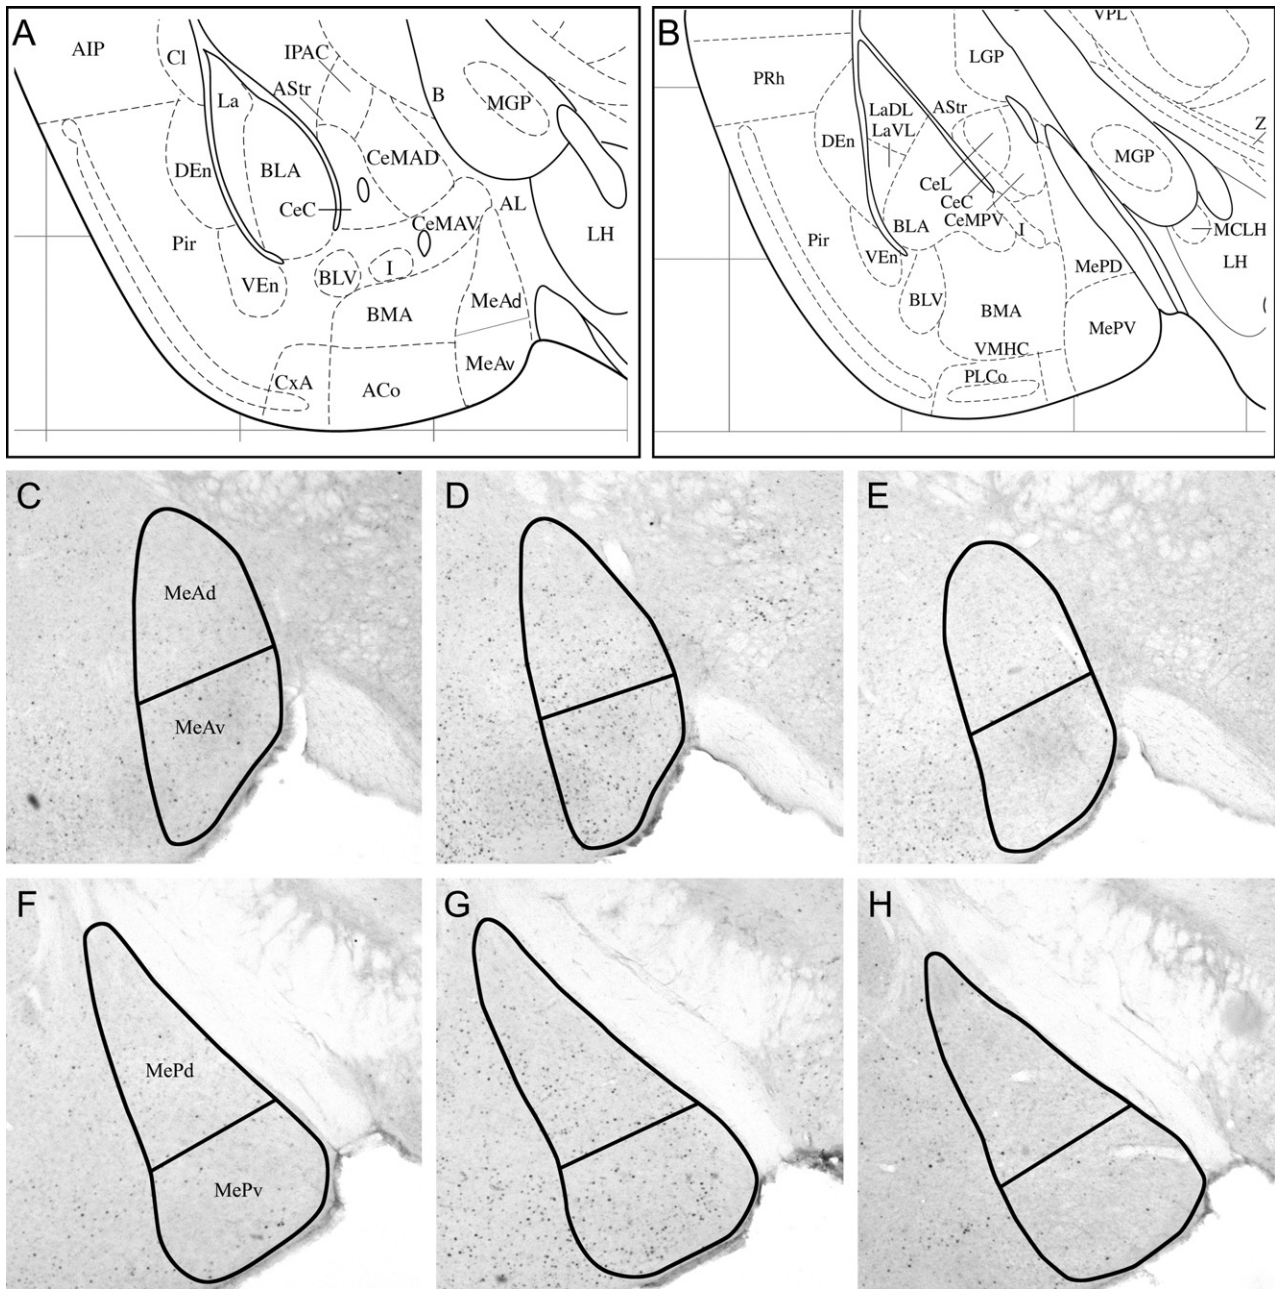 A
AIP
Cl
IPAC
AStr
La
B
MGP
CeMAD
DEn
BLA
CeC
CeMAV
AL
Pir
LH
VEn
BLV
I
BMA
MeAd
MeAv
CxA
ACo
B
VPL
LGP
PRh
LaDL
AStr
LaVL
DEn
Z
MGP
CeL
CeC
CeMPV
BLA
I
MCLH
Pir
VEn
LH
MePD
BLV
BMA
MePV
VMHC
PLCo
C
MeAd
MeAv
D
E
F
MePd
MePv
G
H